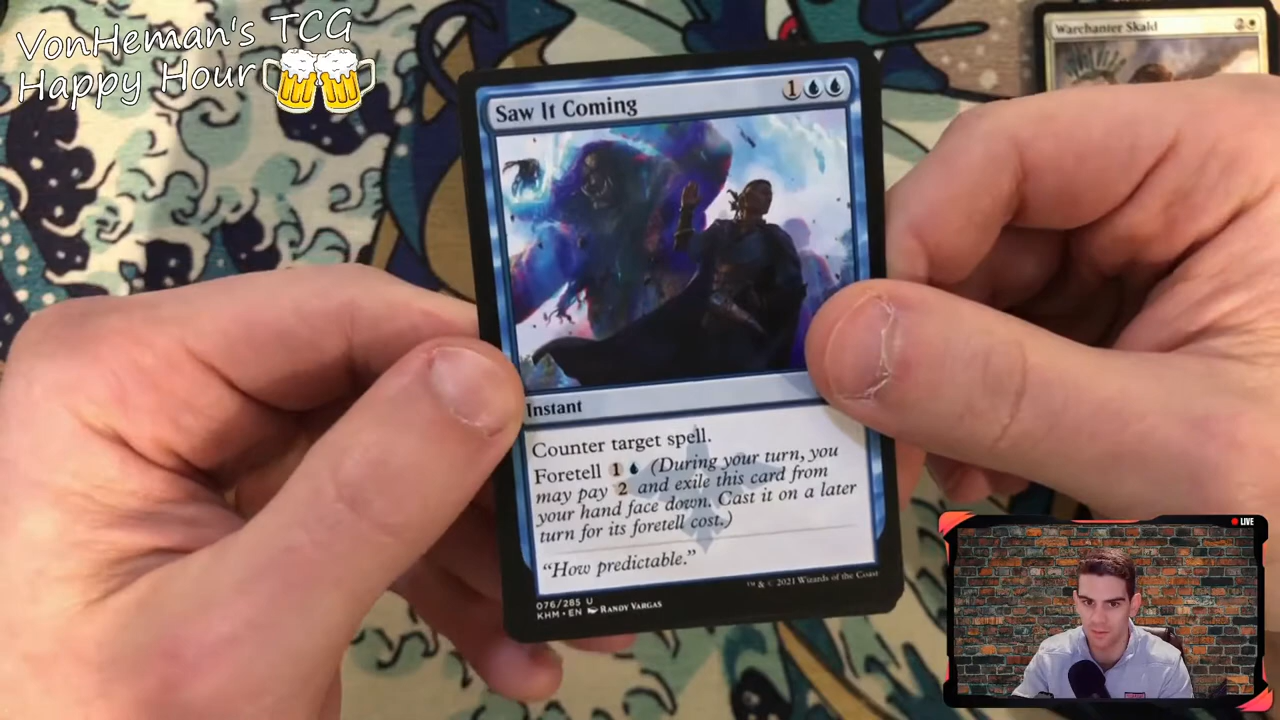 VonHeman's TCG
Happy Hour
Warchanter Skald 2
Saw It Coming 1
Instant
Counter target spell.
Foretell 1 (During your turn, you
may pay 2 and exile this card from
your hand face down. Cast it on a later
turn for its foretell cost.)
"How predictable."
076/285 U
KHM • EN RANDY VARGAS
™ & © 2021 Wizards of the Coast
LIVE